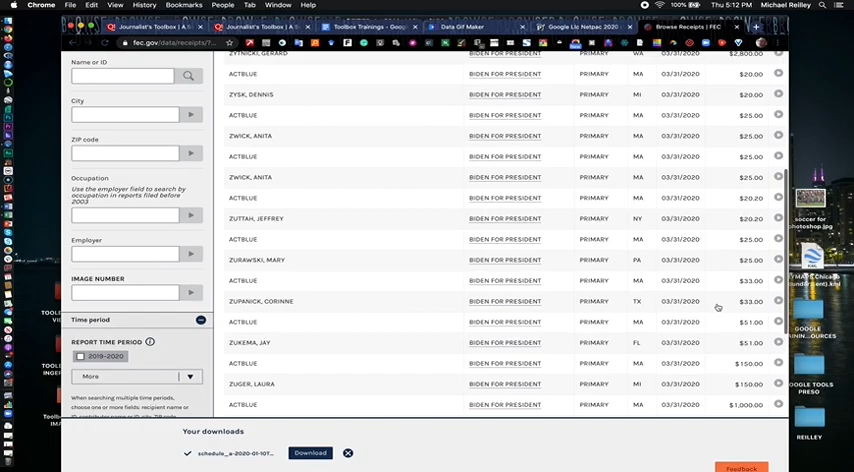 Chrome File Edit View History Bookmarks People Tab Window Help 100% Thu 5:12 PM Michael Reilley
Journalist's Toolbox | A S Journalist's Toolbox | A S Toolbox Trainings - Google Data Gif Maker Google Llc Netpac 2020 Browse Receipts | FEC
fec.gov/data/receipts/?...
Name or ID
City
ZIP code
Occupation
Use the employer field to search by
occupation in reports filed before
2003
Employer
IMAGE NUMBER
Time period
REPORT TIME PERIOD
2019-2020
More
When searching multiple time periods,
choose one or more fields: recipient name or
ZYTNICKI, GERARD BIDEN FOR PRESIDENT PRIMARY WA 03/31/2020 $2,800.00
ACTBLUE BIDEN FOR PRESIDENT PRIMARY MA 03/31/2020 $20.00
ZYSK, DENNIS BIDEN FOR PRESIDENT PRIMARY MI 03/31/2020 $20.00
ACTBLUE BIDEN FOR PRESIDENT PRIMARY MA 03/31/2020 $25.00
ZWICK, ANITA BIDEN FOR PRESIDENT PRIMARY MA 03/31/2020 $25.00
ACTBLUE BIDEN FOR PRESIDENT PRIMARY MA 03/31/2020 $25.00
ZWICK, ANITA BIDEN FOR PRESIDENT PRIMARY MA 03/31/2020 $25.00
ACTBLUE BIDEN FOR PRESIDENT PRIMARY MA 03/31/2020 $20.20
ZUTTAH, JEFFREY BIDEN FOR PRESIDENT PRIMARY NY 03/31/2020 $20.20
ACTBLUE BIDEN FOR PRESIDENT PRIMARY MA 03/31/2020 $25.00
ZURAWSKI, MARY BIDEN FOR PRESIDENT PRIMARY PA 03/31/2020 $25.00
ACTBLUE BIDEN FOR PRESIDENT PRIMARY MA 03/31/2020 $33.00
ZUPANICK, CORINNE BIDEN FOR PRESIDENT PRIMARY TX 03/31/2020 $33.00
ACTBLUE BIDEN FOR PRESIDENT PRIMARY MA 03/31/2020 $51.00
ZUKEMA, JAY BIDEN FOR PRESIDENT PRIMARY FL 03/31/2020 $51.00
ACTBLUE BIDEN FOR PRESIDENT PRIMARY MA 03/31/2020 $150.00
ZUGER, LAURA BIDEN FOR PRESIDENT PRIMARY MI 03/31/2020 $150.00
ACTBLUE BIDEN FOR PRESIDENT PRIMARY MA 03/31/2020 $1,000.00
Your downloads
schedule_a-2020-01-10T... Download
Feedback
soccer for
photoshop.jpg
GOOGLE
OOGLE TOOLS
PRESO
REILLEY